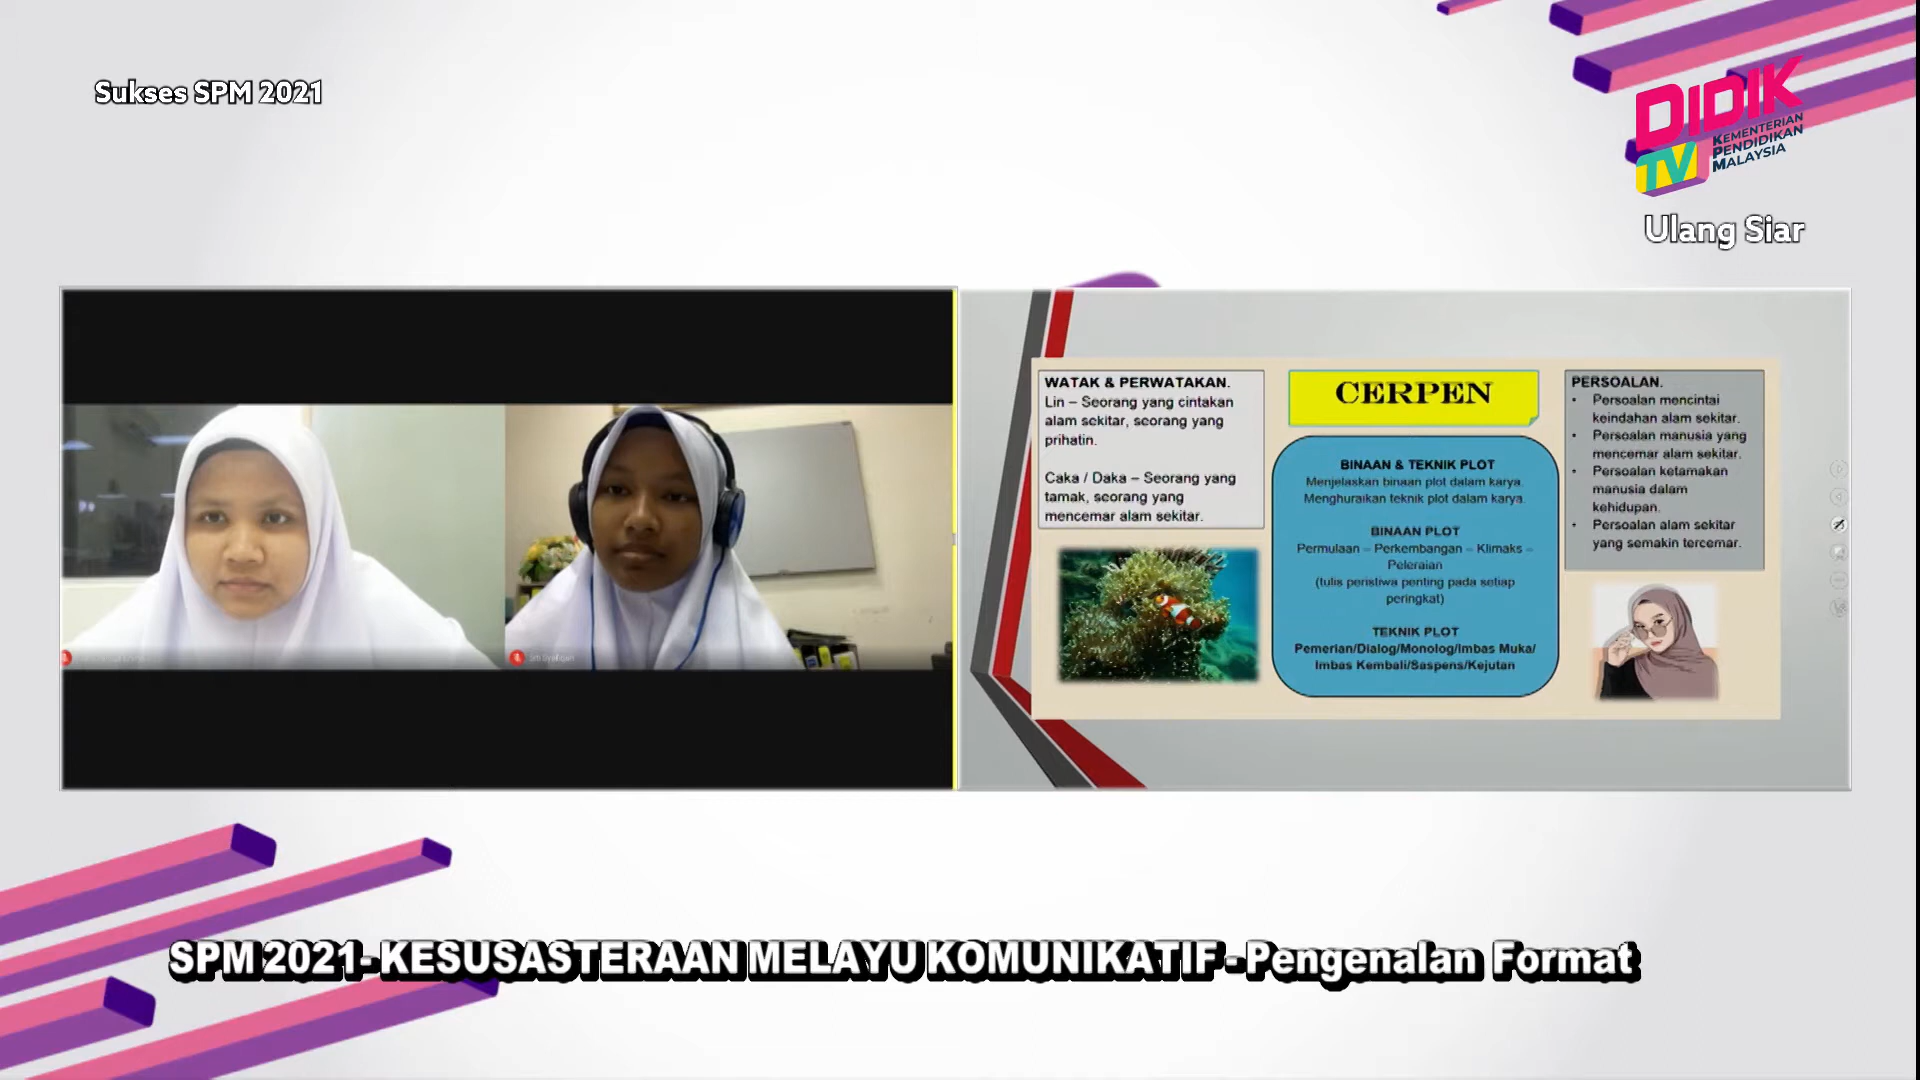 Sukses SPM 2021
DIDIK
TV
KEMENTERIAN
PENDIDIKAN
MALAYSIA
Ulang Siar
WATAK & PERWATAKAN.
Lin – Seorang yang cintakan
alam sekitar, seorang yang
prihatin.
Caka / Daka – Seorang yang
tamak, seorang yang
mencemar alam sekitar.
CERPEN
BINAAN & TEKNIK PLOT
Menjelaskan binaan plot dalam karya.
Menghuraikan teknik plot dalam karya.
BINAAN PLOT
Permulaan – Perkembangan – Klimaks –
Peleraian
(tulis peristiwa penting pada setiap
peringkat)
TEKNIK PLOT
Pemerian/Dialog/Monolog/Imbas Muka/
Imbas Kembali/Saspens/Kejutan
PERSOALAN.
• Persoalan mencintai
keindahan alam sekitar.
• Persoalan manusia yang
mencemar alam sekitar.
• Persoalan ketamakan
manusia dalam
kehidupan.
• Persoalan alam sekitar
yang semakin tercemar.
SPM 2021- KESUSASTERAAN MELAYU KOMUNIKATIF -Pengenalan Format